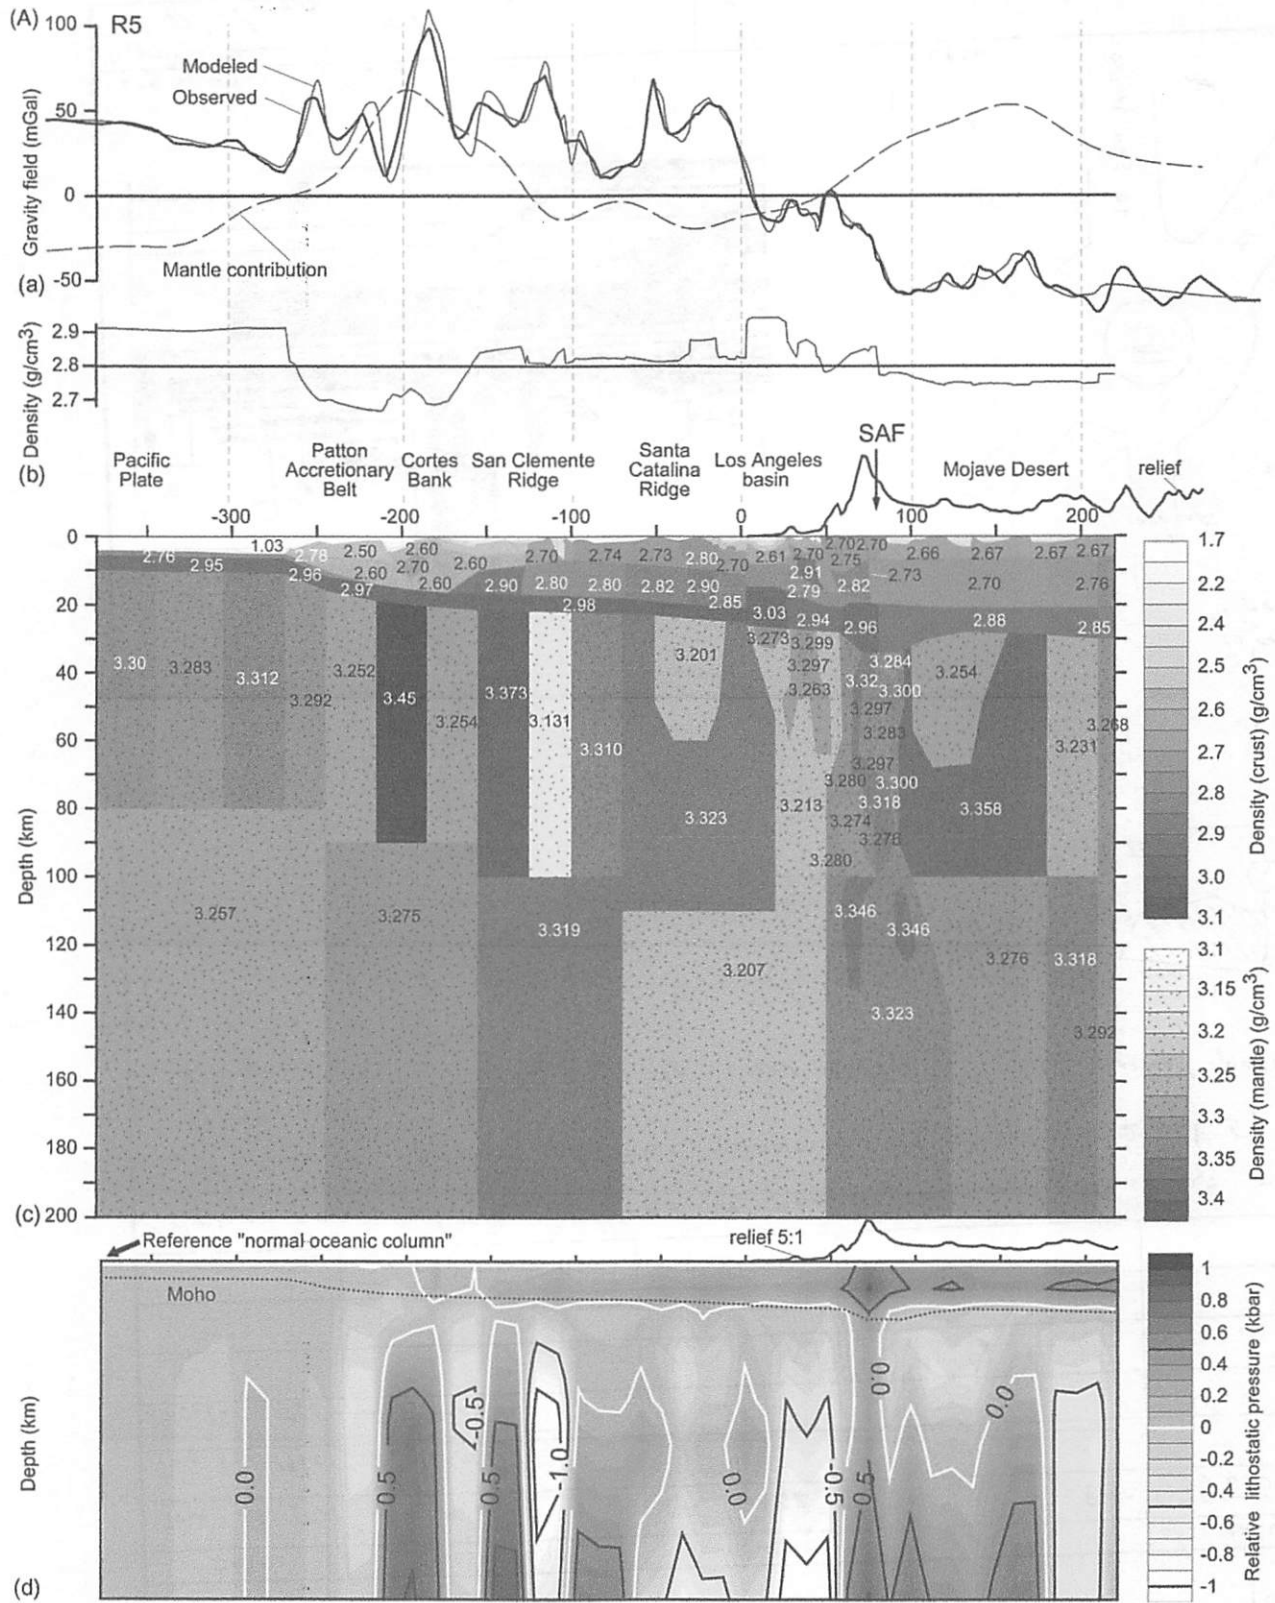 (A)
R5
100
50
0
-50
Gravity field (mGal)
Modeled
Observed
Mantle contribution
(a)
2.9
2.8
2.7
Density (g/cm³)
(b)
Pacific
Plate
Patton
Accretionary
Belt
Cortes
Bank
San Clemente
Ridge
Santa
Catalina
Ridge
Los Angeles
basin
SAF
Mojave Desert
relief
-300 -200 -100 0 100 200
0
20
40
60
80
100
120
140
160
180
200
Depth (km)
1.03
2.76 2.95 2.78 2.50 2.60 2.70 2.74 2.73 2.80 2.61 2.70 2.70 2.70 2.66 2.67 2.67 2.67
2.96 2.60 2.70 2.60 2.70 2.91 2.75 2.73
2.97 2.60 2.90 2.80 2.80 2.82 2.90 2.79 2.82 2.70 2.76
2.98 2.85 3.03 2.94 2.96 2.88 2.85
3.30 3.283 3.312 3.292 3.252 3.45 3.254 3.373 3.131 3.310
3.201 3.273 3.299 3.297 3.263 3.284 3.32 3.300 3.254
3.297 3.283 3.268 3.231
3.297 3.280 3.300
3.323 3.213 3.318 3.358
3.274 3.276
3.280
3.257 3.275 3.319 3.207 3.346 3.346 3.276 3.318
3.323 3.292
1.7
2.2
2.4
2.5
2.6
2.7
2.8
2.9
3.0
3.1
Density (crust) (g/cm³)
3.1
3.15
3.2
3.25
3.3
3.35
3.4
Density (mantle) (g/cm³)
(c)
Reference "normal oceanic column"
relief 5:1
Moho
0.0
0.5
-0.5
0.5
-1.0
0.0
-0.5
0.0
0.0
Depth (km)
1
0.8
0.6
0.4
0.2
0
-0.2
-0.4
-0.6
-0.8
-1
Relative lithostatic pressure (kbar)
(d)